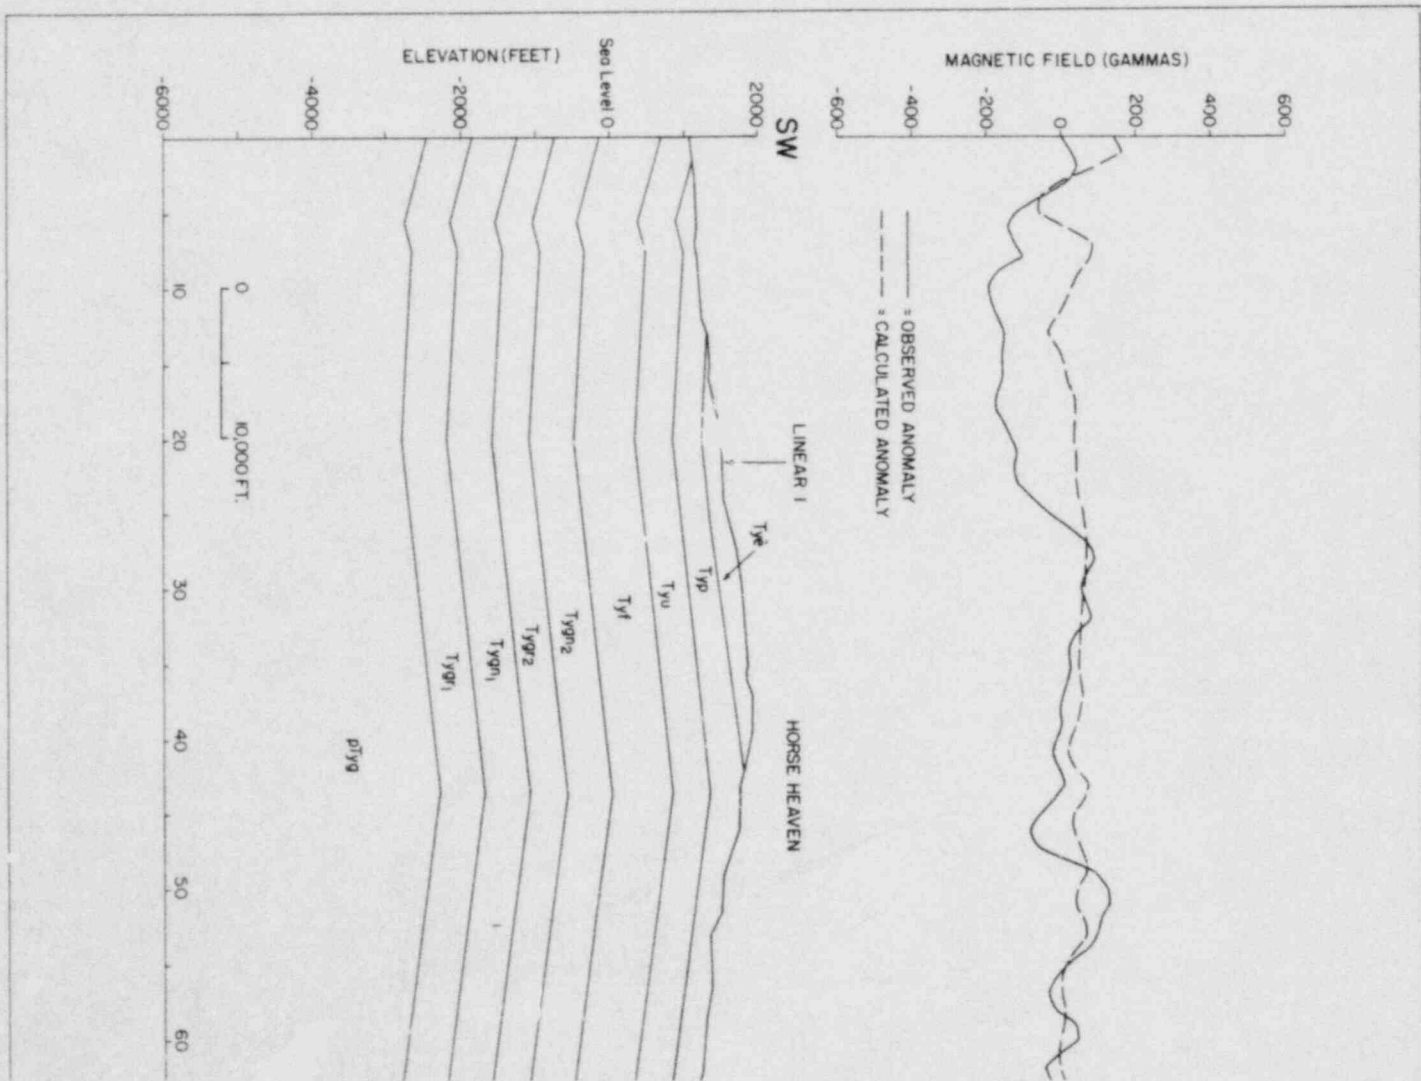 MAGNETIC FIELD (GAMMAS)
600
400
200
0
-200
-400
-600
——— = OBSERVED ANOMALY
— — — = CALCULATED ANOMALY
SW
LINEAR 1
HORSE HEAVEN
ELEVATION (FEET)
2000
Sea Level 0
-2000
-4000
-6000
Typ
Tyu
Tyf
Tygn2
Tygr2
Tygn1
Tygr1
pTyg
0 10,000 FT.
10 20 30 40 50 60